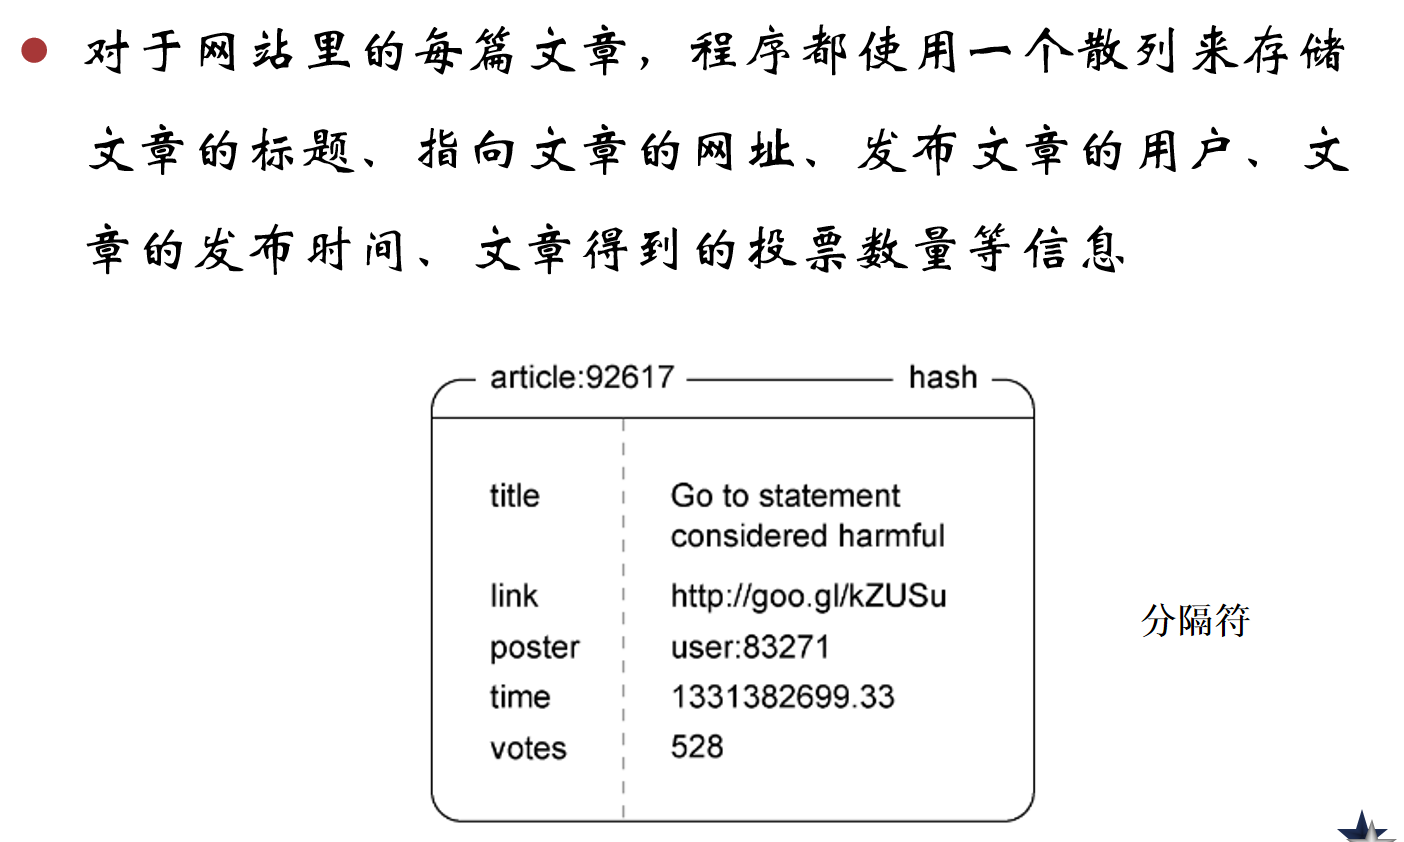 对于网站里的每篇文章，程序都使用一个散列来存储
文章的标题、指向文章的网址、发布文章的用户、文
章的发布时间、文章得到的投票数量等信息
article:92617 hash
title Go to statement
considered harmful
link http://goo.gl/kZUSu
poster user:83271
time 1331382699.33
votes 528
分隔符